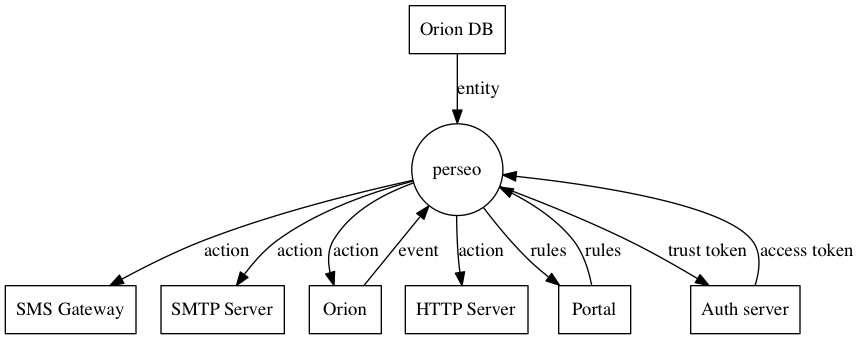 Orion DB
entity
perseo
action
action
action
event
action
rules
rules
trust token
access token
SMS Gateway
SMTP Server
Orion
HTTP Server
Portal
Auth server